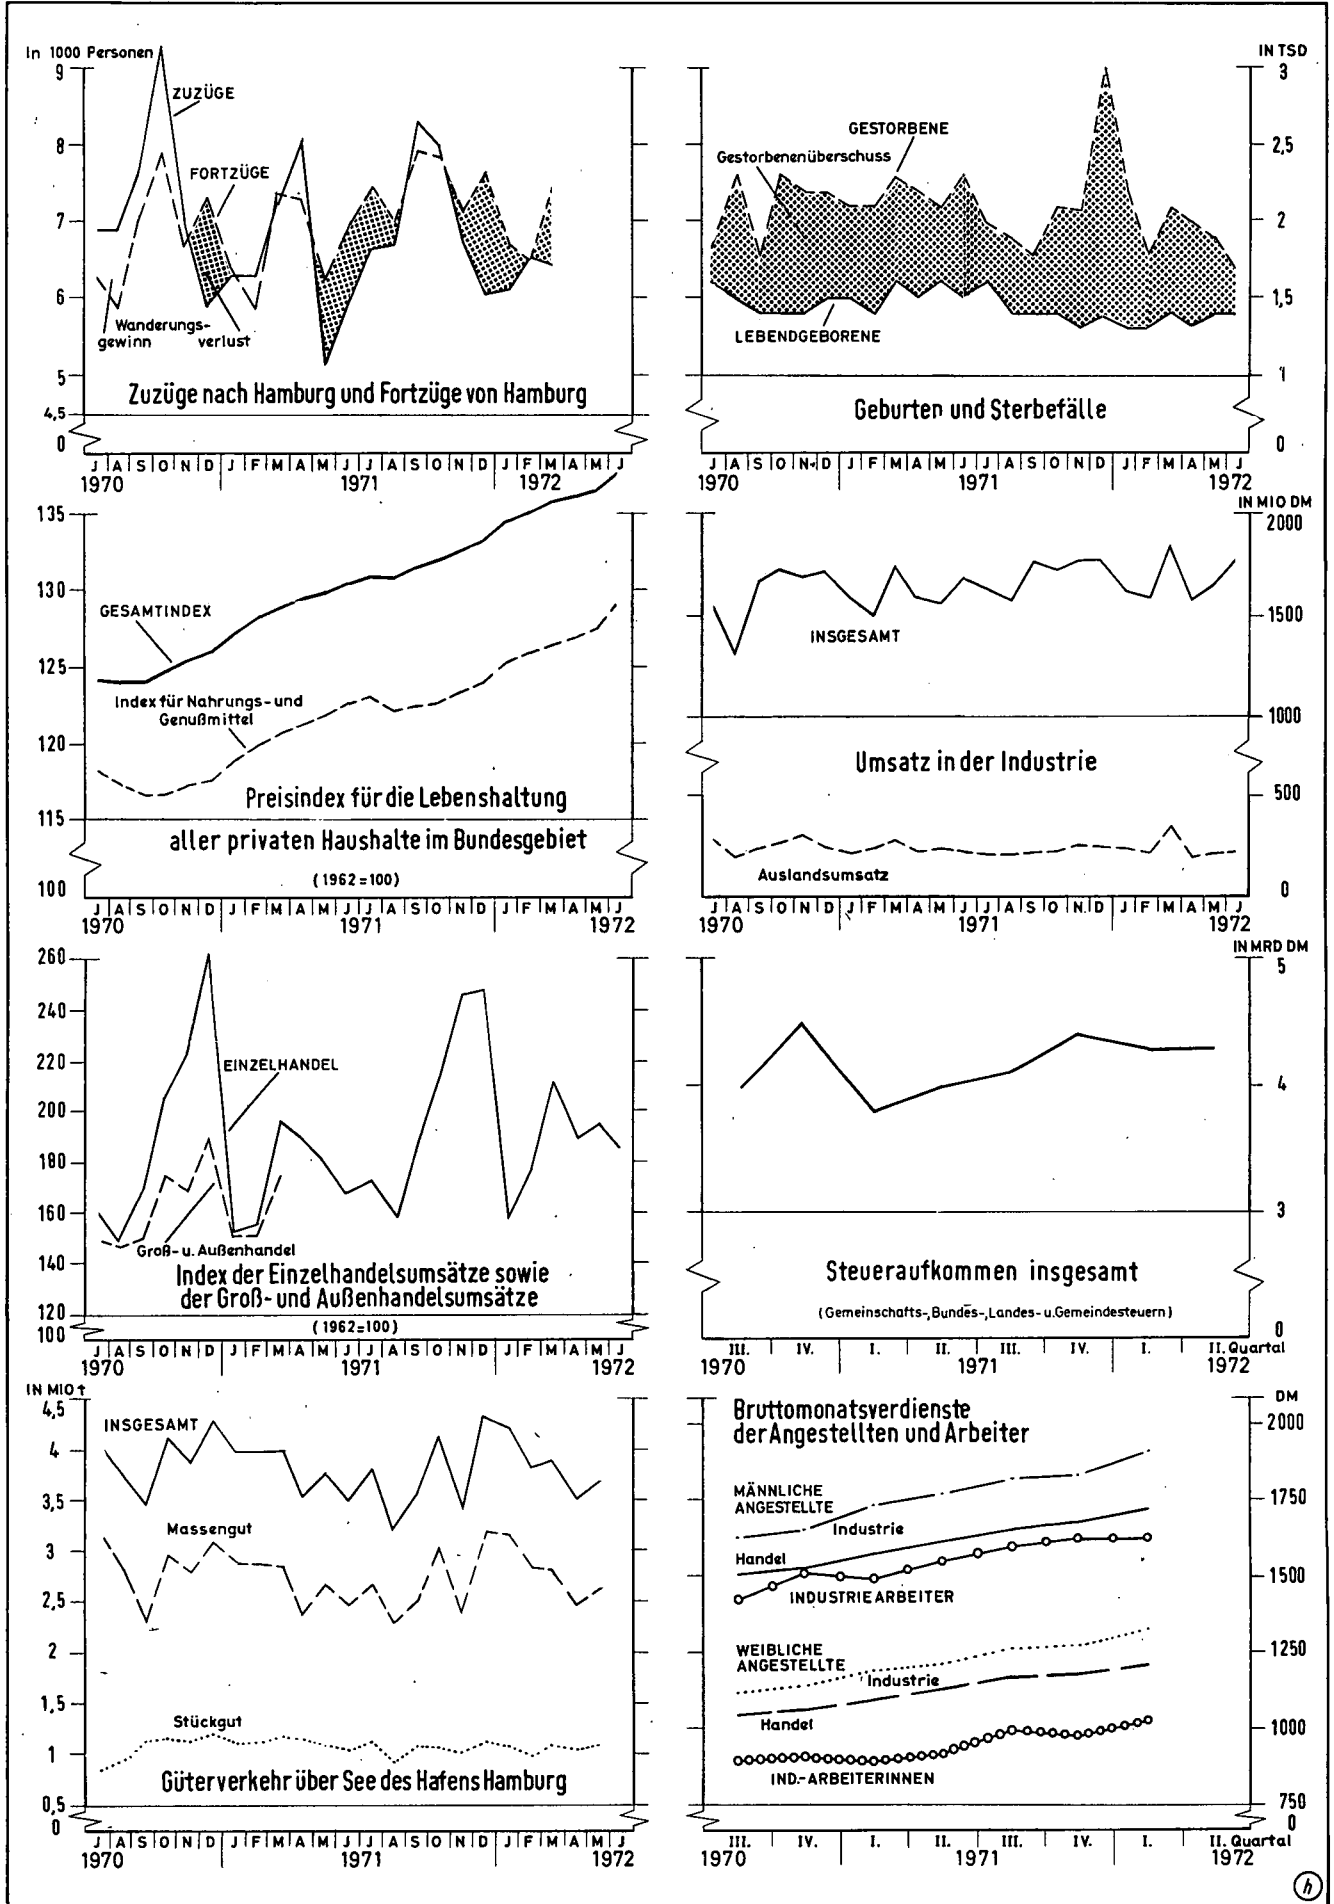 In 1000 Personen
9
8
7
6
5
4,5
0
ZUZÜGE
FORTZÜGE
Wanderungs-
gewinn -verlust
Zuzüge nach Hamburg und Fortzüge von Hamburg
J A S O N D J F M A M J J A S O N D J F M A M J
1970 1971 1972
IN TSD
3
2,5
2
1,5
1
0
GESTORBENE
Gestorbenenüberschuss
LEBENDGEBORENE
Geburten und Sterbefälle
J A S O N D J F M A M J J A S O N D J F M A M J
1970 1971 1972
135
130
125
120
115
100
GESAMTINDEX
Index für Nahrungs- und
Genußmittel
Preisindex für die Lebenshaltung
aller privaten Haushalte im Bundesgebiet
(1962=100)
J A S O N D J F M A M J J A S O N D J F M A M J
1970 1971 1972
IN MIO DM
2000
1500
1000
500
0
INSGESAMT
Umsatz in der Industrie
Auslandsumsatz
J A S O N D J F M A M J J A S O N D J F M A M J
1970 1971 1972
260
240
220
200
180
160
140
120
100
EINZELHANDEL
Groß- u. Außenhandel
Index der Einzelhandelsumsätze sowie
der Groß- und Außenhandelsumsätze
(1962=100)
J A S O N D J F M A M J J A S O N D J F M A M J
1970 1971 1972
IN MRD DM
5
4
3
0
Steueraufkommen insgesamt
(Gemeinschafts-, Bundes-, Landes- u. Gemeindesteuern)
III. IV. I. II. III. IV. I. II. Quartal
1970 1971 1972
IN MIO t
4,5
4
3,5
3
2,5
2
1,5
1
0,5
0
INSGESAMT
Massengut
Stückgut
Güterverkehr über See des Hafens Hamburg
J A S O N D J F M A M J J A S O N D J F M A M J
1970 1971 1972
Bruttomonatsverdienste
der Angestellten und Arbeiter
DM
2000
1750
1500
1250
1000
750
0
MÄNNLICHE
ANGESTELLTE
Industrie
Handel
INDUSTRIEARBEITER
WEIBLICHE
ANGESTELLTE
Industrie
Handel
IND.-ARBEITERINNEN
III. IV. I. II. III. IV. I. II. Quartal
1970 1971 1972
h